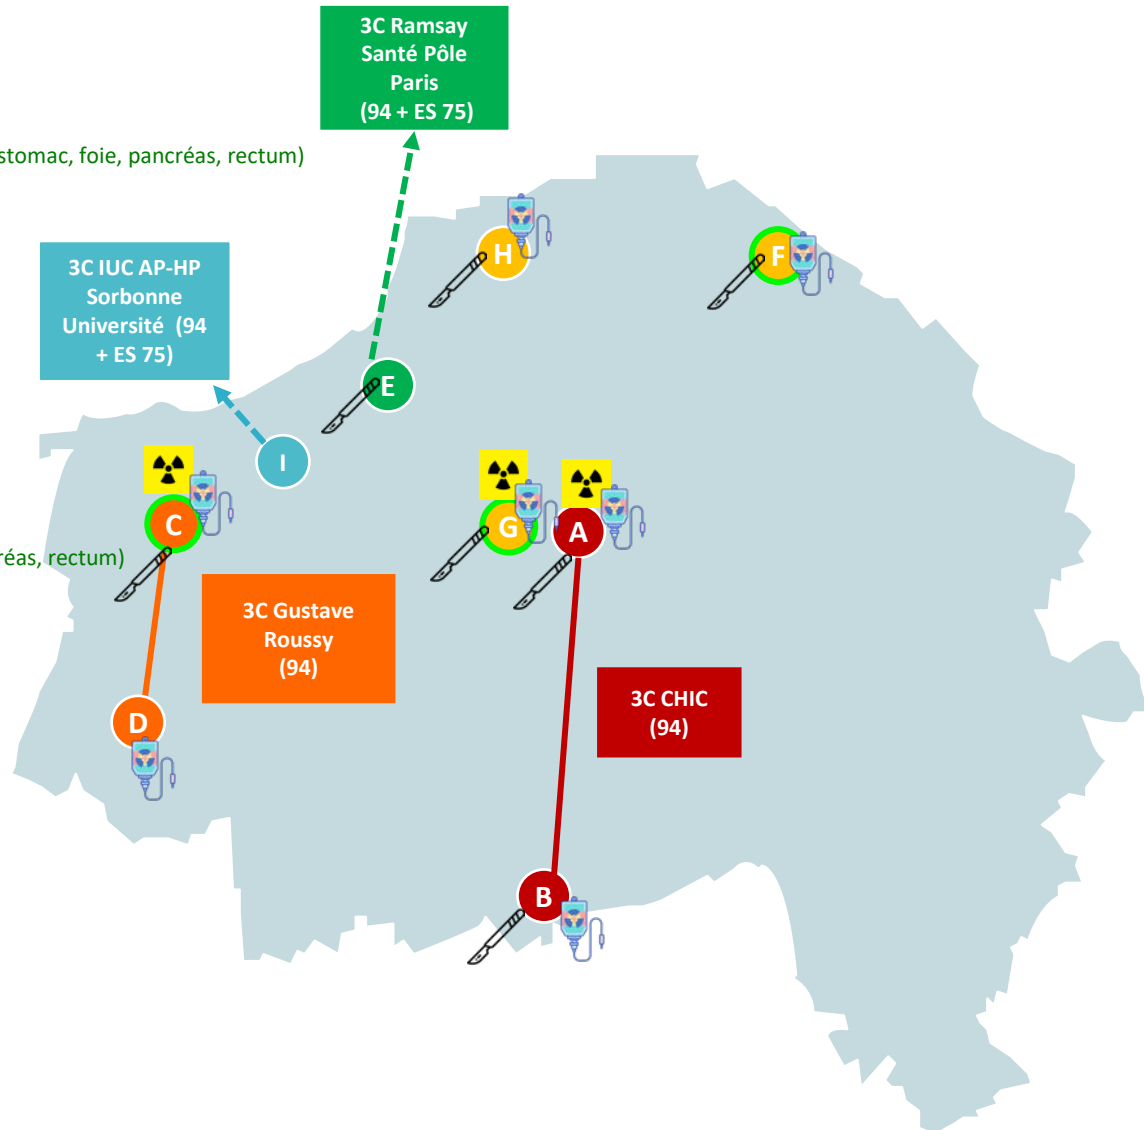 3C Ramsay
Santé Pôle
Paris
(94 + ES 75)
stomac, foie, pancréas, rectum)
H
F
3C IUC AP-HP
Sorbonne
Université (94
+ ES 75)
E
I
C
G
A
réas, rectum)
3C Gustave
Roussy
(94)
3C CHIC
(94)
D
B